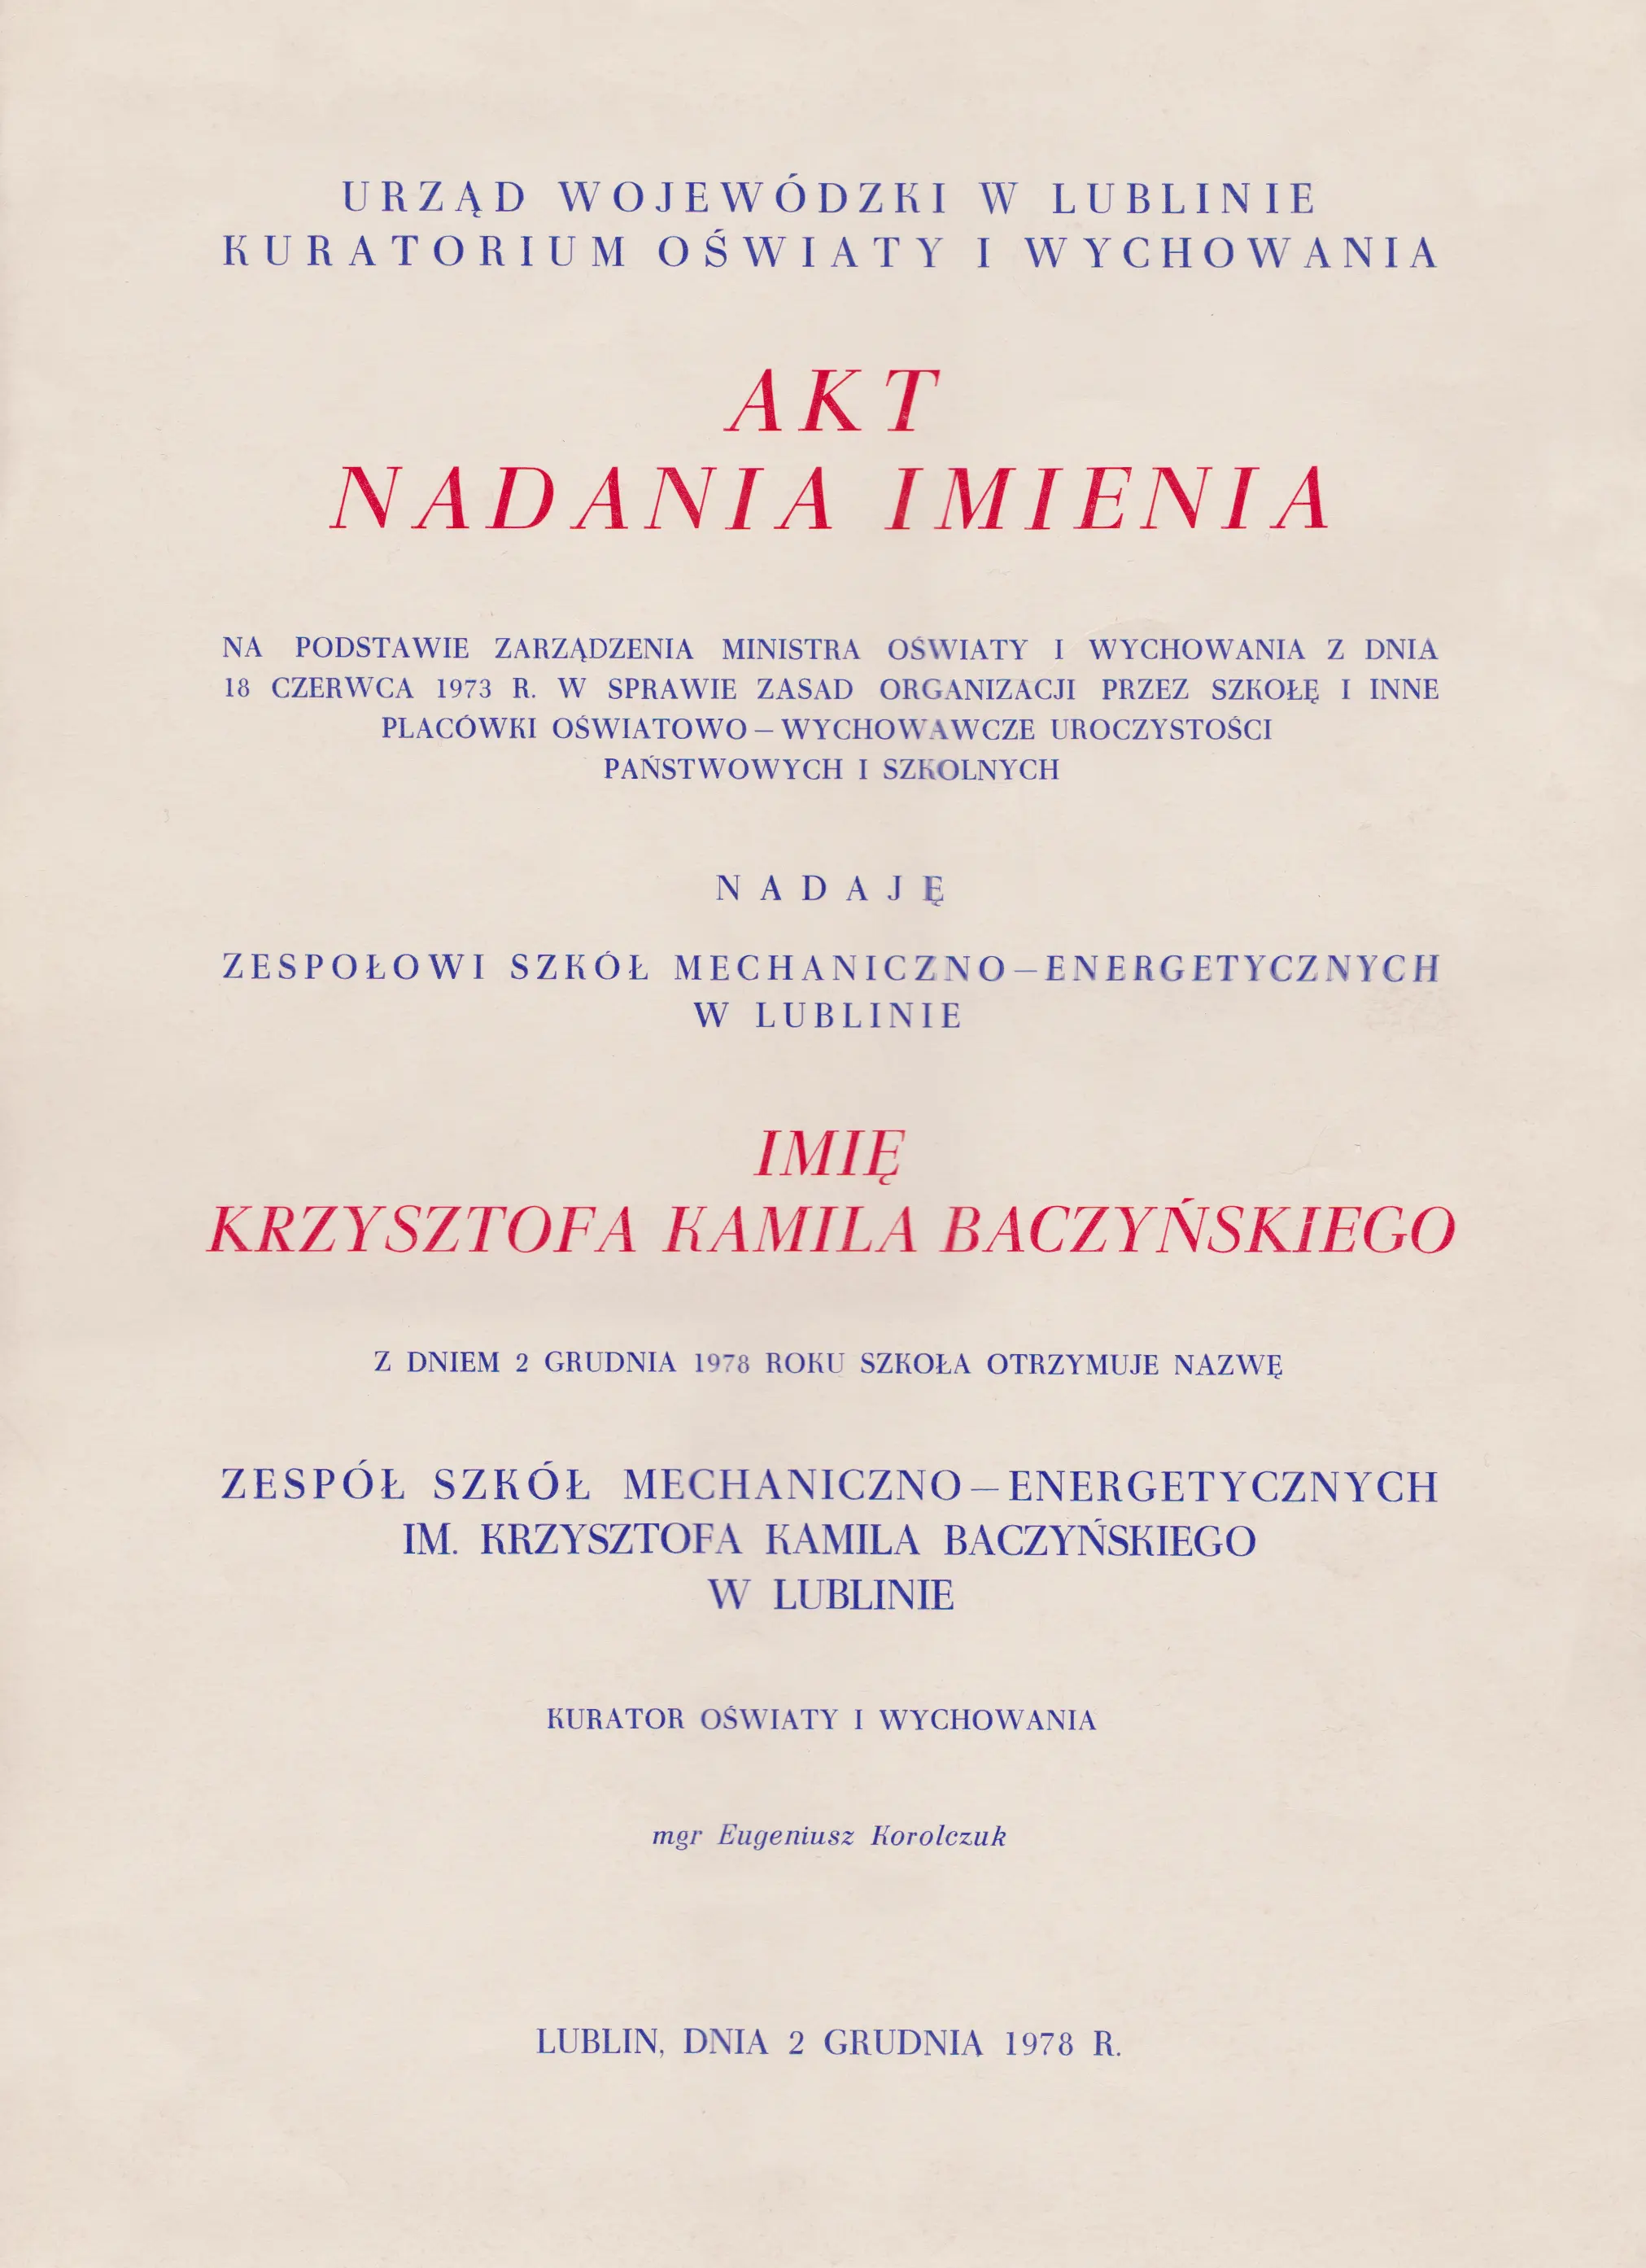 URZĄD WOJEWÓDZKI W LUBLINIE
KURATORIUM OŚWIATY I WYCHOWANIA
AKT
NADANIA IMIENIA
NA PODSTAWIE ZARZĄDZENIA MINISTRA OŚWIATY I WYCHOWANIA Z DNIA
18 CZERWCA 1973 R. W SPRAWIE ZASAD ORGANIZACJI PRZEZ SZKOŁĘ I INNE
PLACÓWKI OŚWIATOWO – WYCHOWAWCZE UROCZYSTOŚCI
PAŃSTWOWYCH I SZKOLNYCH
NADAJĘ
ZESPOŁOWI SZKÓŁ MECHANICZNO – ENERGETYCZNYCH
W LUBLINIE
IMIĘ
KRZYSZTOFA KAMILA BACZYŃSKIEGO
Z DNIEM 2 GRUDNIA 1978 ROKU SZKOŁA OTRZYMUJE NAZWĘ
ZESPÓŁ SZKÓŁ MECHANICZNO – ENERGETYCZNYCH
IM. KRZYSZTOFA KAMILA BACZYŃSKIEGO
W LUBLINIE
KURATOR OŚWIATY I WYCHOWANIA
mgr Eugeniusz Korolczuk
LUBLIN, DNIA 2 GRUDNIA 1978 R.